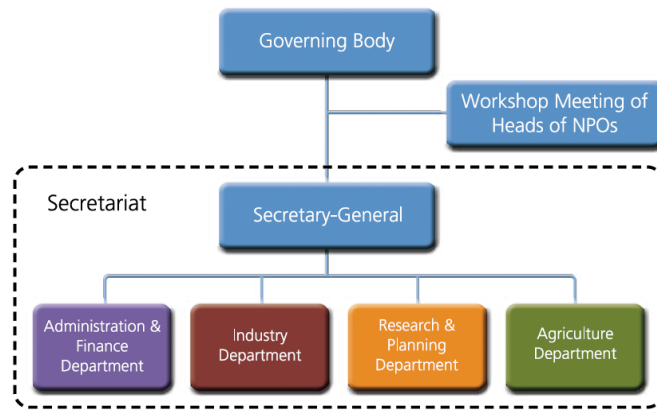 Governing Body
Workshop Meeting of
Heads of NPOs
Secretariat
Secretary-General
Administration &
Finance
Department
Industry
Department
Research &
Planning
Department
Agriculture
Department